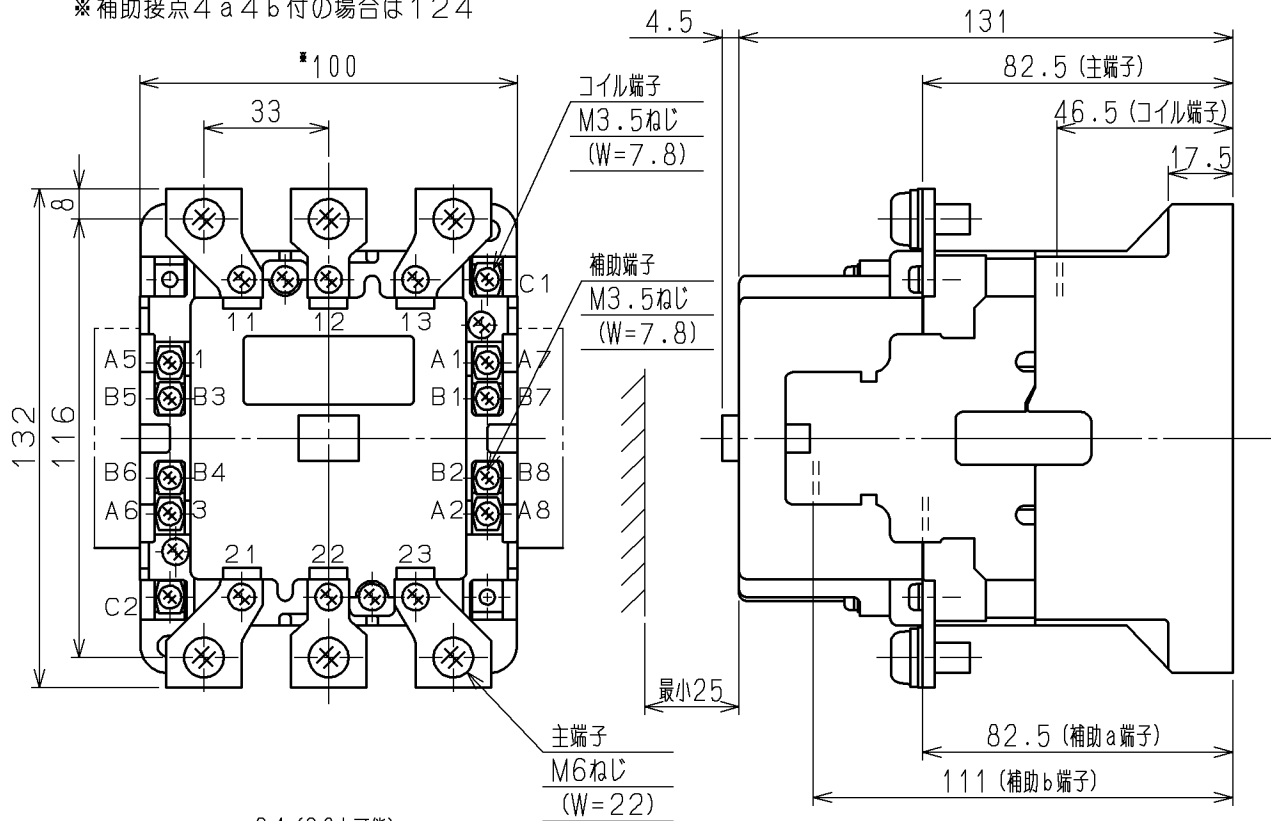 ※補助接点4a4b付の場合は124
4.5
131
※100
82.5(主端子)
コイル端子
M3.5ねじ
(W=7.8)
33
46.5(コイル端子)
17.5
8
補助端子
M3.5ねじ
(W=7.8)
C1
11 12 13
A5 1 A1 A7
B5 B3 B1 B7
132
116
B6 B4 B2 B8
A6 3 A2 A8
21 22 23
C2
最小25
主端子
M6ねじ
(W=22)
82.5(補助a端子)
111(補助b端子)